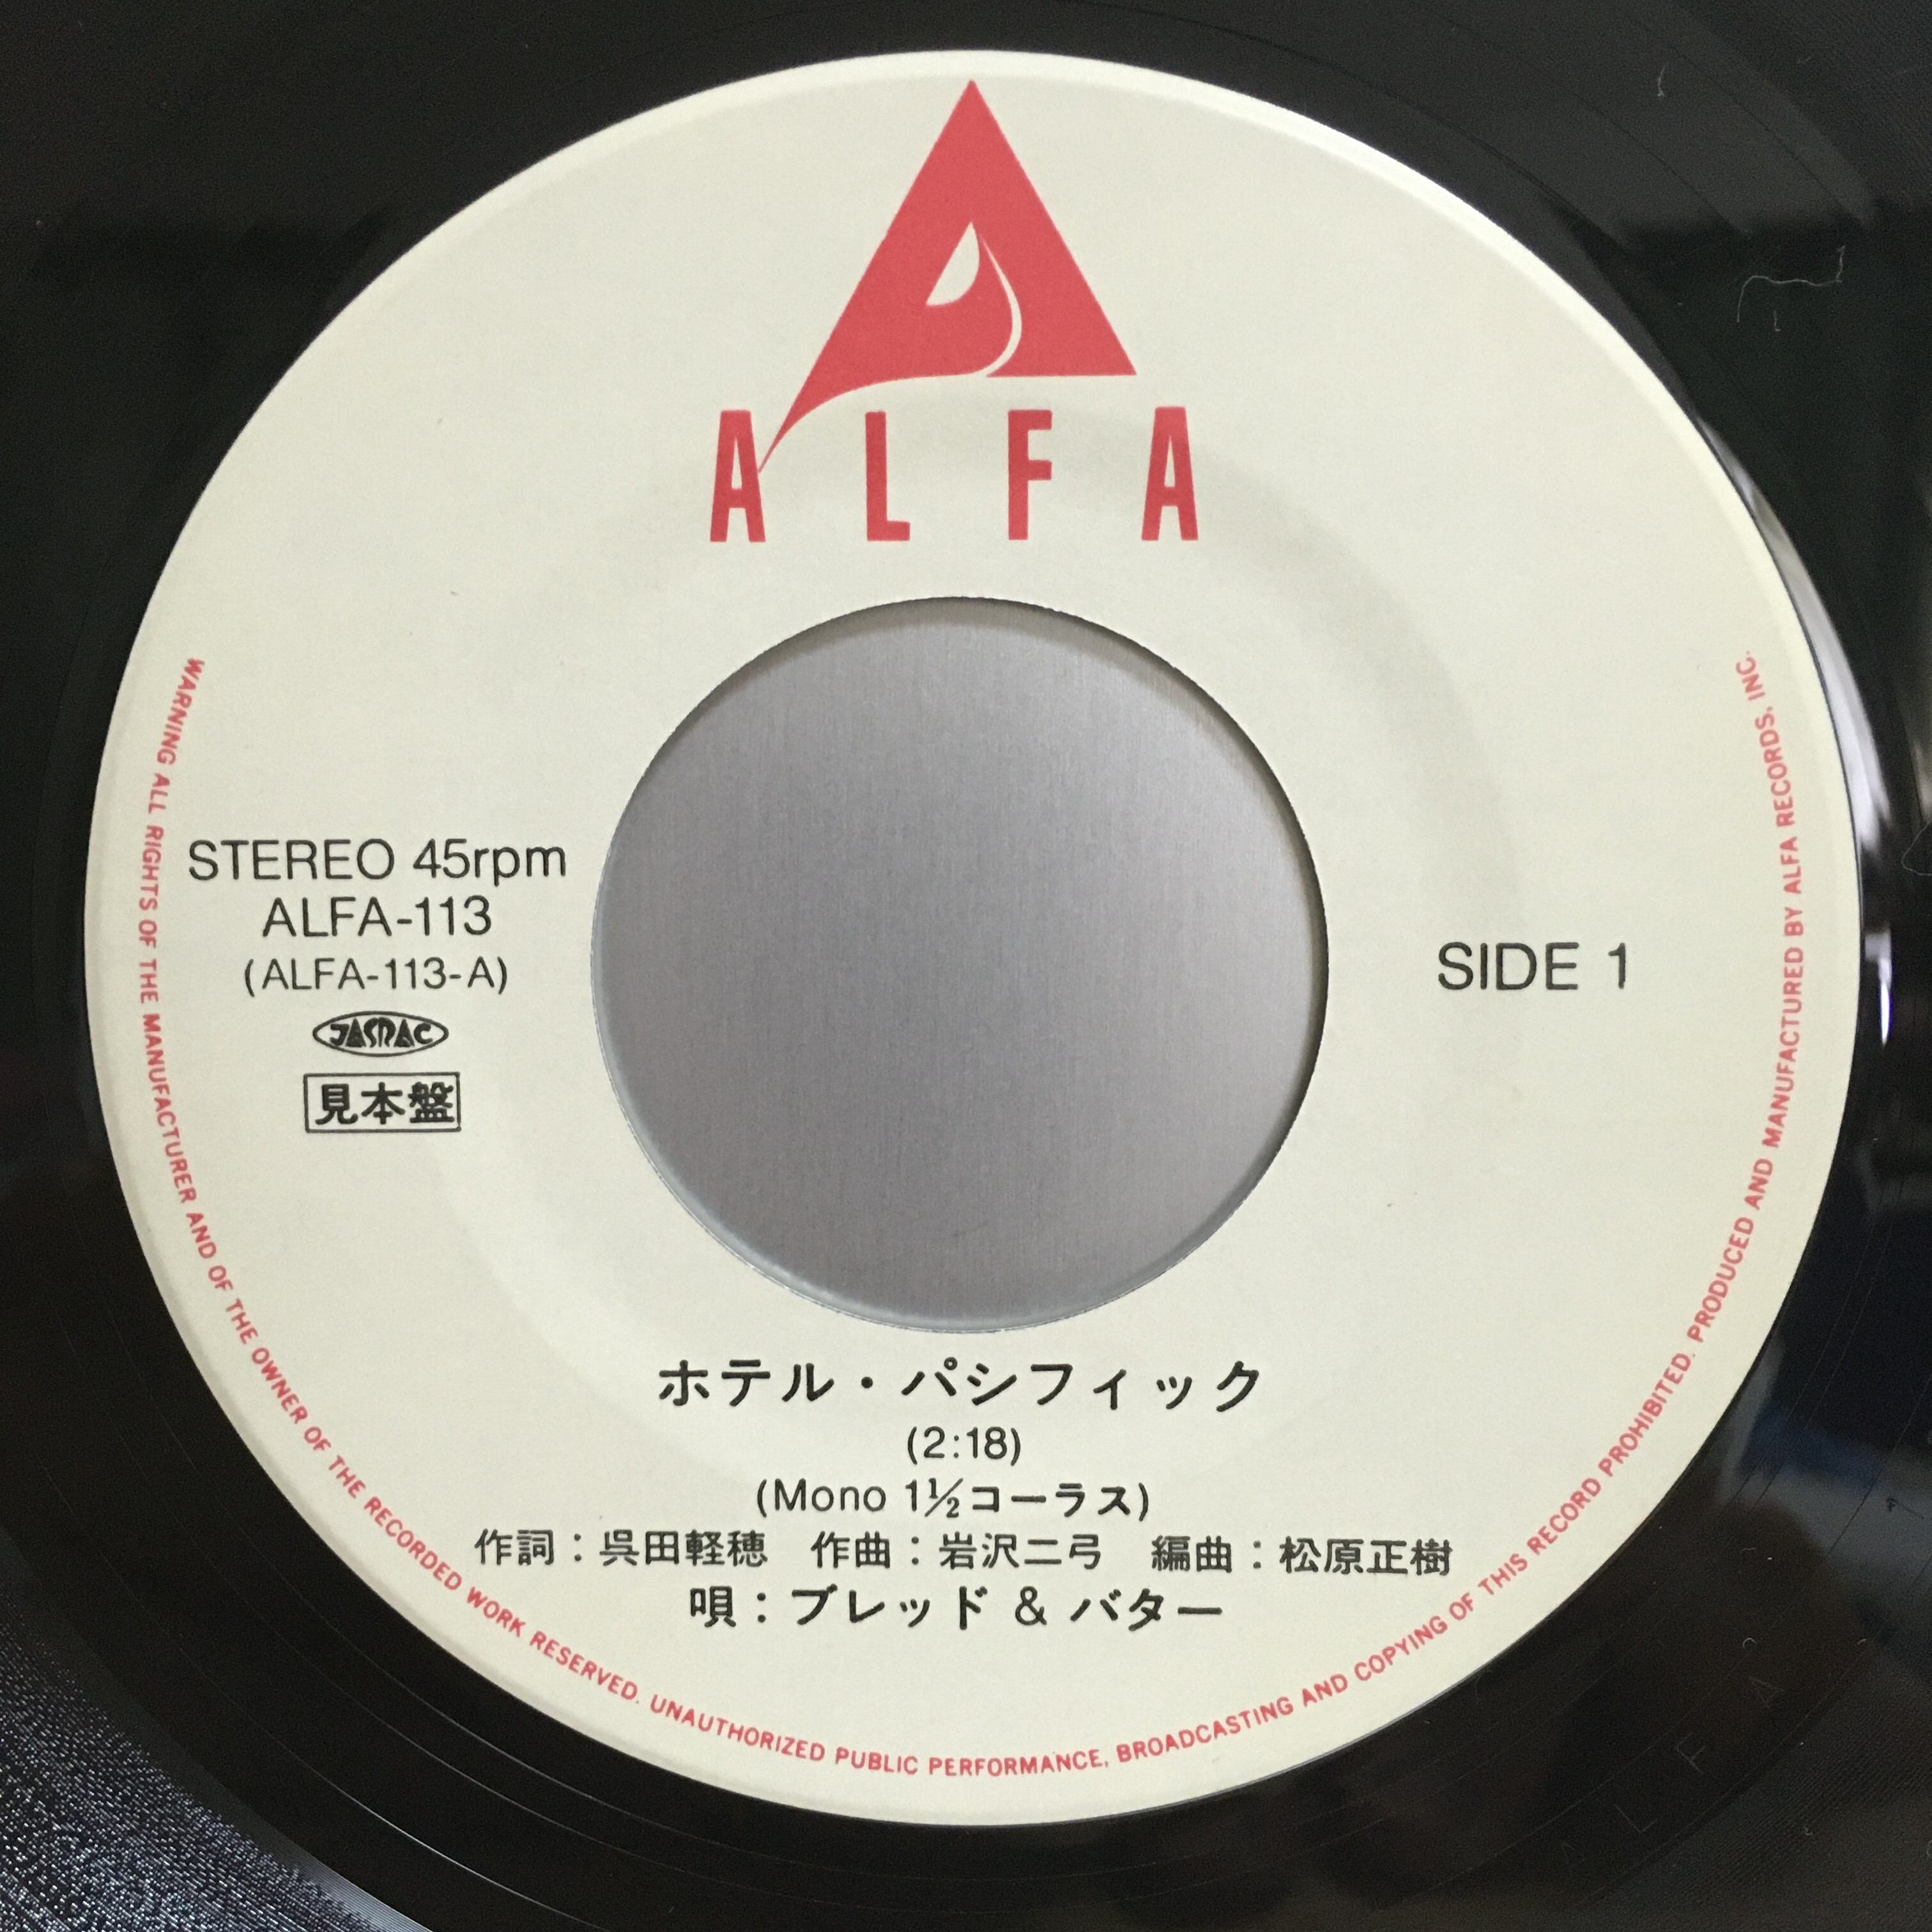 ALFA
STEREO 45rpm
ALFA-113
(ALFA-113-A)
JASRAC
見本盤
SIDE 1
ホテル・パシフィック
(2:18)
(Mono 1½コーラス)
作詞：呉田軽穂 作曲：岩沢二弓 編曲：松原正樹
唄：ブレッド & バター
WARNING ALL RIGHTS OF THE MANUFACTURER AND OF THE OWNER OF THE RECORDED WORK RESERVED. UNAUTHORIZED PUBLIC PERFORMANCE, BROADCASTING AND COPYING OF THIS RECORD PROHIBITED. PRODUCED AND MANUFACTURED BY ALFA RECORDS, INC.
ALFA